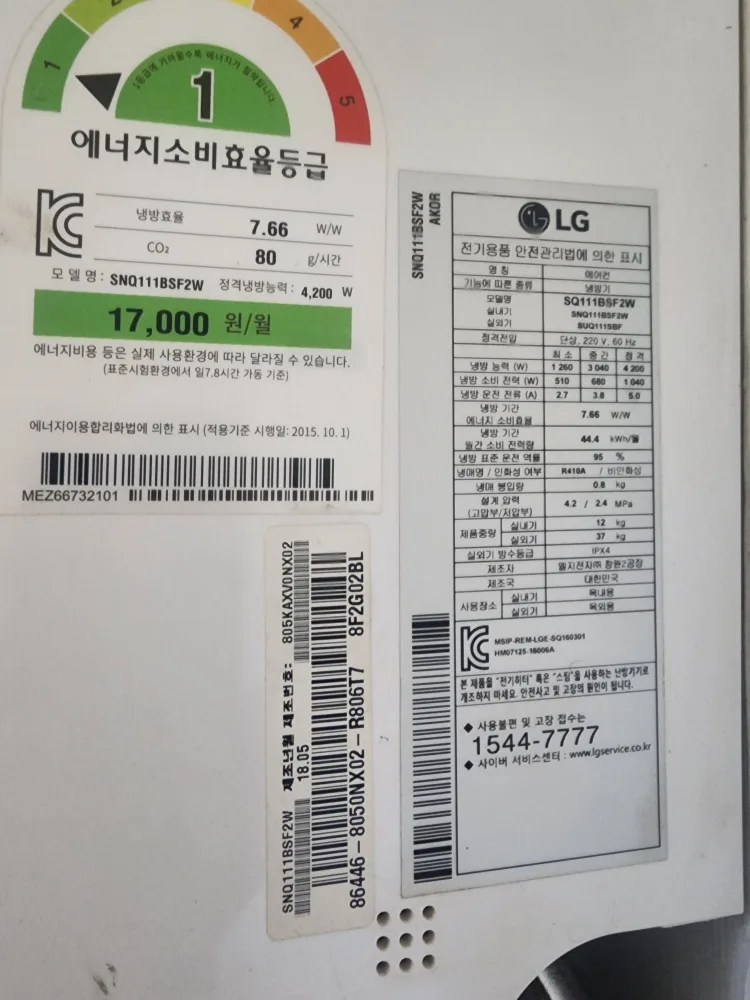 1
2
4
5
1등급에 가까울수록 에너지가 절약됩니다.
1
에너지소비효율등급
냉방효율 7.66 W/W
CO₂ 80 g/시간
모델명 : SNQ111BSF2W 정격냉방능력 : 4,200 W
17,000 원/월
에너지비용 등은 실제 사용환경에 따라 달라질 수 있습니다.
(표준시험환경에서 일7.8시간 가동 기준)
에너지이용합리화법에 의한 표시 (적용기준 시행일: 2015. 10. 1)
MEZ66732101
SNQ111BSF2W 제조년월 제조번호: 805KAXV0NX02
18.05
86446-8050NX02-R806T7 8F2G02BL
SNQ111BSF2W
AKOR
LG
전기용품 안전관리법에 의한 표시
명 칭 에어컨
기능에 따른 종류 냉방기
모델명 SQ111BSF2W
실내기 SNQ111BSF2W
실외기 SUQ111SBF
정격전압 단상, 220 V, 60 Hz
최 소 중 간 정 격
냉방 능력 (W) 1 260 3 040 4 200
냉방 소비 전력 (W) 510 680 1 040
냉방 운전 전류 (A) 2.7 3.8 5.0
냉방 기간
에너지 소비효율 7.66 W/W
냉방 기간
월간 소비 전력량 44.4 kWh/월
냉방 표준 운전 역률 95 %
냉매명 / 인화성 여부 R410A / 비인화성
냉매 봉입량 0.8 kg
설계 압력
(고압부/저압부) 4.2 / 2.4 MPa
제품중량 실내기 12 kg
실외기 37 kg
실외기 방수등급 IPX4
제조자 엘지전자㈜ 창원2공장
제조국 대한민국
사용장소 실내기 옥내용
실외기 옥외용
MSIP-REM-LGE-SQ160301
HM07125-16006A
본 제품을 "전기히터" 혹은 "스팀"을 사용하는 난방기기로
개조하지 마세요. 안전사고 및 고장의 원인이 됩니다.
◆ 사용불편 및 고장 접수는
1544-7777
◆ 사이버 서비스센터 : www.lgservice.co.kr